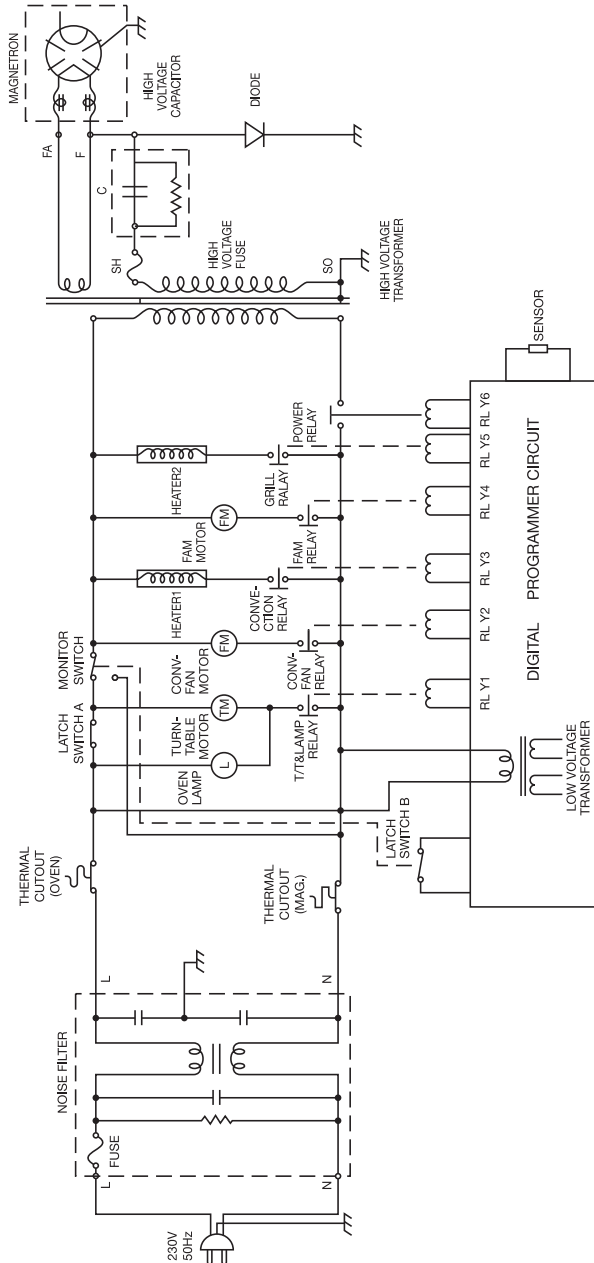 230V
50Hz
L
N
NOISE FILTER
FUSE
L
N
THERMAL
CUTOUT
(OVEN)
THERMAL
CUTOUT
(MAG.)
LATCH
SWITCH A
MONITOR
SWITCH
OVEN
LAMP
L
TURN-
TABLE
MOTOR
TM
T/T&LAMP
RELAY
CONV-
FAN
MOTOR
FM
CONV-
FAN
RELAY
HEATER1
CONVE-
CTION
RELAY
FAM
MOTOR
FM
FAM
RELAY
HEATER2
GRILL
RALAY
POWER
RELAY
LATCH
SWITCH B
LOW VOLTAGE
TRANSFORMER
DIGITAL PROGRAMMER CIRCUIT
RL Y1
RL Y2
RL Y3
RL Y4
RL Y5
RL Y6
SENSOR
HIGH VOLTAGE
TRANSFORMER
SO
SH
HIGH
VOLTAGE
FUSE
C
HIGH
VOLTAGE
CAPACITOR
DIODE
FA
F
MAGNETRON